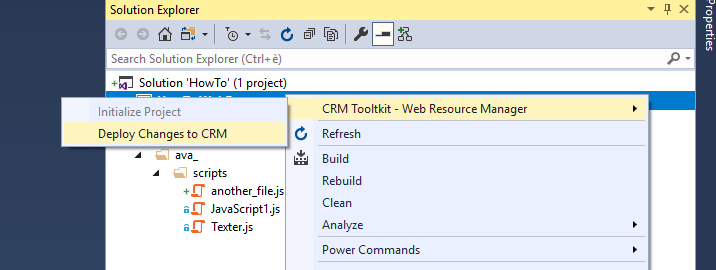 Solution Explorer
Properties
Search Solution Explorer (Ctrl+è)
Solution 'HowTo' (1 project)
Initialize Project
Deploy Changes to CRM
CRM Tooltkit - Web Resource Manager
Refresh
Build
Rebuild
Clean
Analyze
Power Commands
ava_
scripts
another_file.js
JavaScript1.js
Texter.js